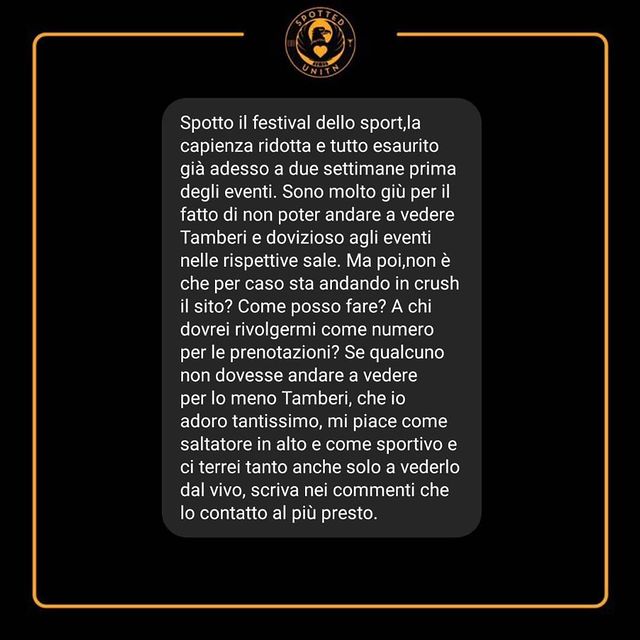 SPOTTED
UNITN
Spotto il festival dello sport,la
capienza ridotta e tutto esaurito
già adesso a due settimane prima
degli eventi. Sono molto giù per il
fatto di non poter andare a vedere
Tamberi e dovizioso agli eventi
nelle rispettive sale. Ma poi,non è
che per caso sta andando in crush
il sito? Come posso fare? A chi
dovrei rivolgermi come numero
per le prenotazioni? Se qualcuno
non dovesse andare a vedere
per lo meno Tamberi, che io
adoro tantissimo, mi piace come
saltatore in alto e come sportivo e
ci terrei tanto anche solo a vederlo
dal vivo, scriva nei commenti che
lo contatto al più presto.